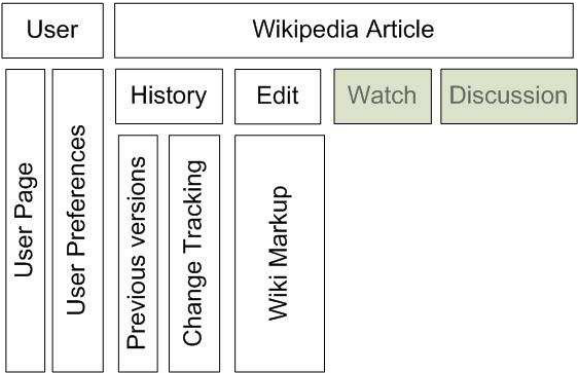 User
Wikipedia Article
History
Edit
Watch
Discussion
User Page
User Preferences
Previous versions
Change Tracking
Wiki Markup